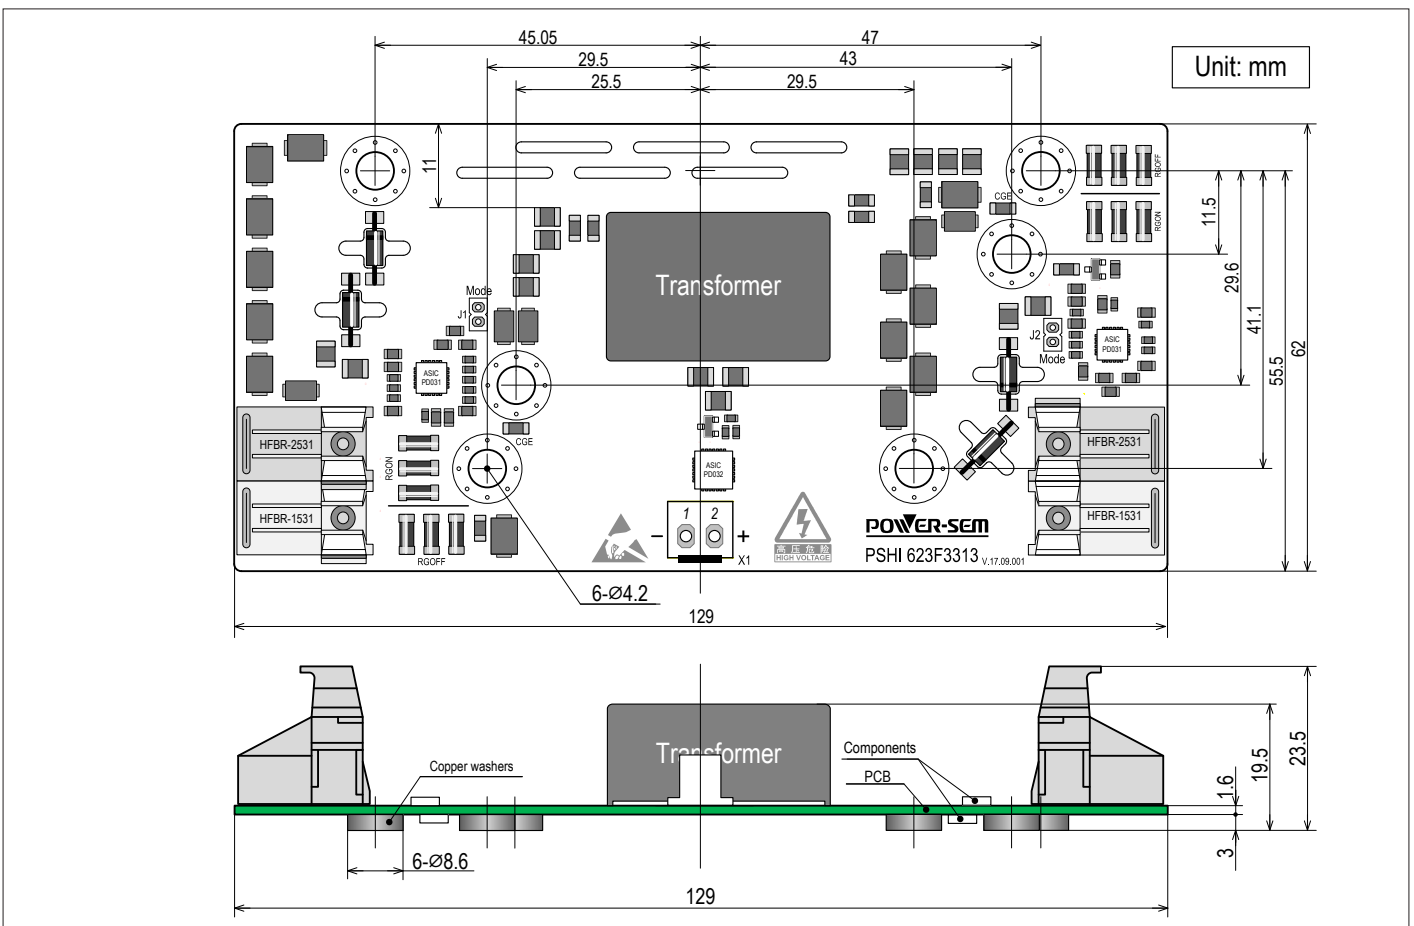 45.05
47
29.5
43
25.5
29.5
Unit: mm
11
RGOFF
CGE
RGON
11.5
29.6
41.1
55.5
62
Transformer
Mode
J1
J2
Mode
ASIC
PD031
ASIC
PD031
CGE
HFBR-2531
RGON
HFBR-1531
RGOFF
ASIC
PD032
HFBR-2531
HFBR-1531
1 2
− +
X1
高压危险
HIGH VOLTAGE
POWER-SEM
PSHI 623F3313 V.17.09.001
6-Ø4.2
129
Transformer
Copper washers
Components
PCB
1.6
19.5
23.5
3
6-Ø8.6
129